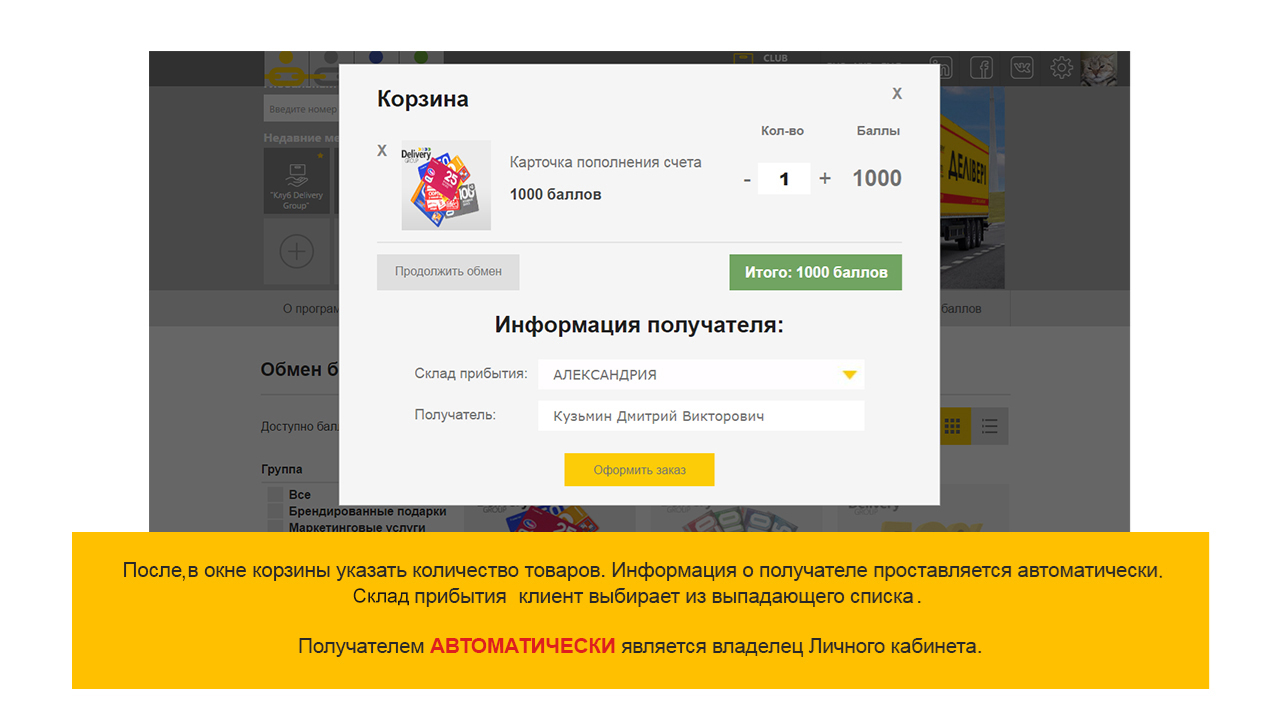 CLUB
Корзина
X
Введите номер
Кол-во
Баллы
Недавние ме
X
Delivery
GROUP
Карточка пополнения счета
1000 баллов
-
1
+
1000
ДЕЛІВЕРІ
"Клуб Delivery
Group"
Продолжить обмен
Итого: 1000 баллов
О програм
баллов
Информация получателя:
Обмен б
Склад прибытия:
АЛЕКСАНДРИЯ
Получатель:
Кузьмин Дмитрий Викторович
Доступно бал
Группа
Оформить заказ
Все
Брендированные подарки
Маркетинговые услуги
После,в окне корзины указать количество товаров. Информация о получателе проставляется автоматически.
Склад прибытия клиент выбирает из выпадающего списка.
Получателем АВТОМАТИЧЕСКИ является владелец Личного кабинета.